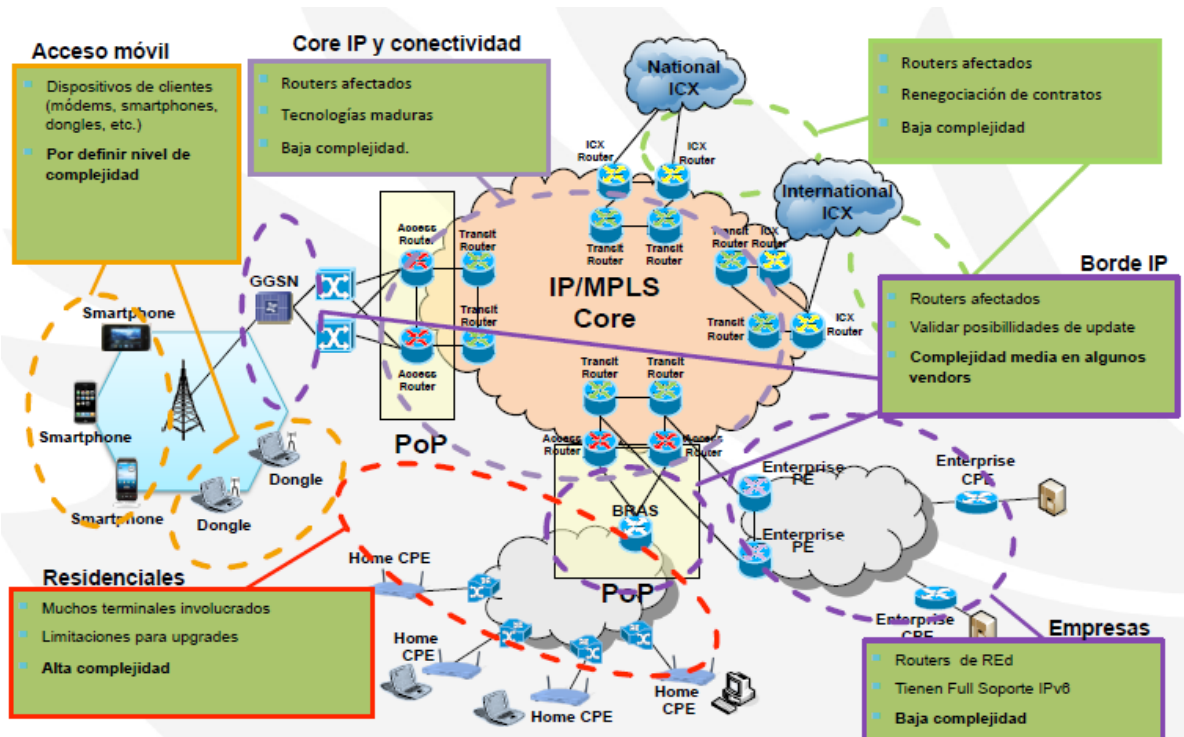 Acceso móvil
Dispositivos de clientes
(módems, smartphones,
dongles, etc.)
Por definir nivel de
complejidad
Core IP y conectividad
Routers afectados
Tecnologías maduras
Baja complejidad.
National
ICX
Routers afectados
Renegociación de contratos
Baja complejidad
ICX
Router
ICX
Router
International
ICX
Transit
Router
Transit
Router
Transit
Router
ICX
Router
Transit
Router
ICX
Router
Access
Router
Transit
Router
GGSN
IP/MPLS
Core
Transit
Router
Access
Router
PoP
Borde IP
Routers afectados
Validar posibillidades de update
Complejidad media en algunos
vendors
Smartphone
Smartphone
Smartphone
Dongle
Dongle
Transit
Router
Transit
Router
Access
Router
Access
Router
BRAS
PoP
Enterprise
PE
Enterprise
PE
Enterprise
CPE
Enterprise
CPE
Residenciales
Muchos terminales involucrados
Limitaciones para upgrades
Alta complejidad
Home CPE
Home
CPE
Home CPE
Home
CPE
Empresas
Routers de REd
Tienen Full Soporte IPv6
Baja complejidad